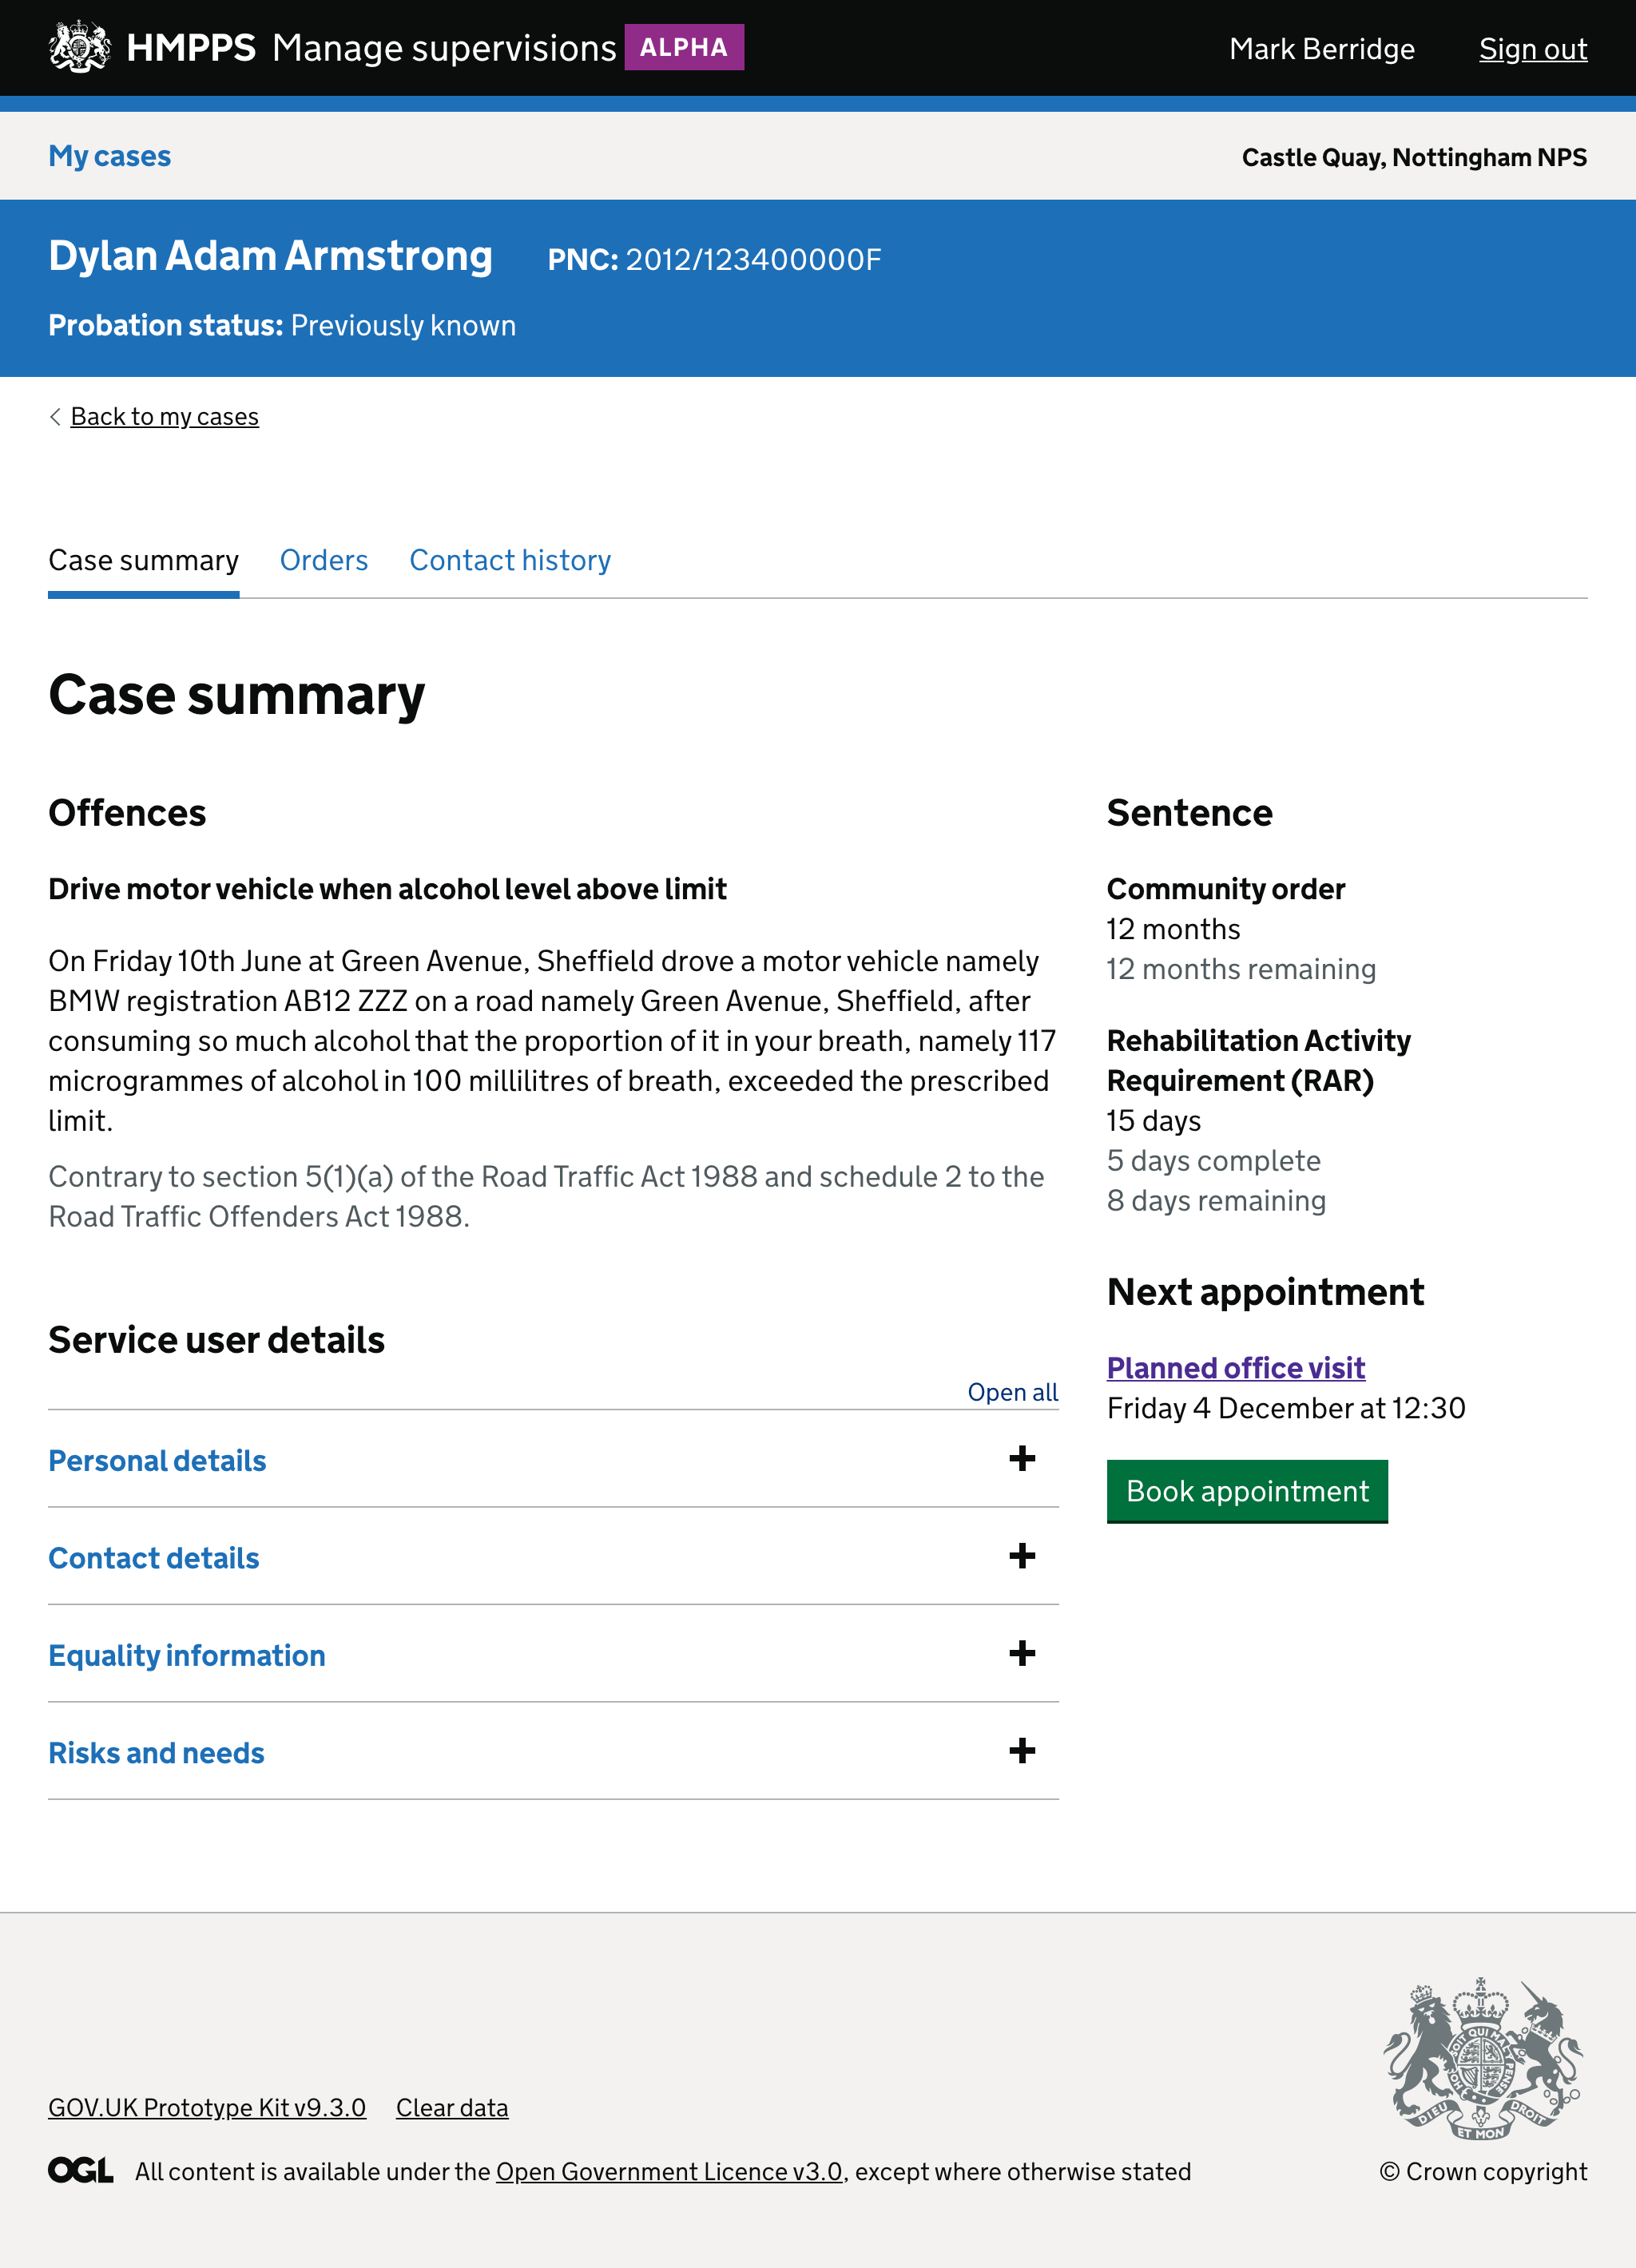 HMPPS Manage supervisions ALPHA
Mark Berridge Sign out
My cases
Castle Quay, Nottingham NPS
Dylan Adam Armstrong PNC: 2012/123400000F
Probation status: Previously known
Back to my cases
Case summary Orders Contact history
Case summary
Offences
Drive motor vehicle when alcohol level above limit
On Friday 10th June at Green Avenue, Sheffield drove a motor vehicle namely
BMW registration AB12 ZZZ on a road namely Green Avenue, Sheffield, after
consuming so much alcohol that the proportion of it in your breath, namely 117
microgrammes of alcohol in 100 millilitres of breath, exceeded the prescribed
limit.
Contrary to section 5(1)(a) of the Road Traffic Act 1988 and schedule 2 to the
Road Traffic Offenders Act 1988.
Service user details
Open all
Personal details
Contact details
Equality information
Risks and needs
Sentence
Community order
12 months
12 months remaining
Rehabilitation Activity
Requirement (RAR)
15 days
5 days complete
8 days remaining
Next appointment
Planned office visit
Friday 4 December at 12:30
Book appointment
GOV.UK Prototype Kit v9.3.0 Clear data
OGL All content is available under the Open Government Licence v3.0, except where otherwise stated
DIEU ET MON DROIT
© Crown copyright